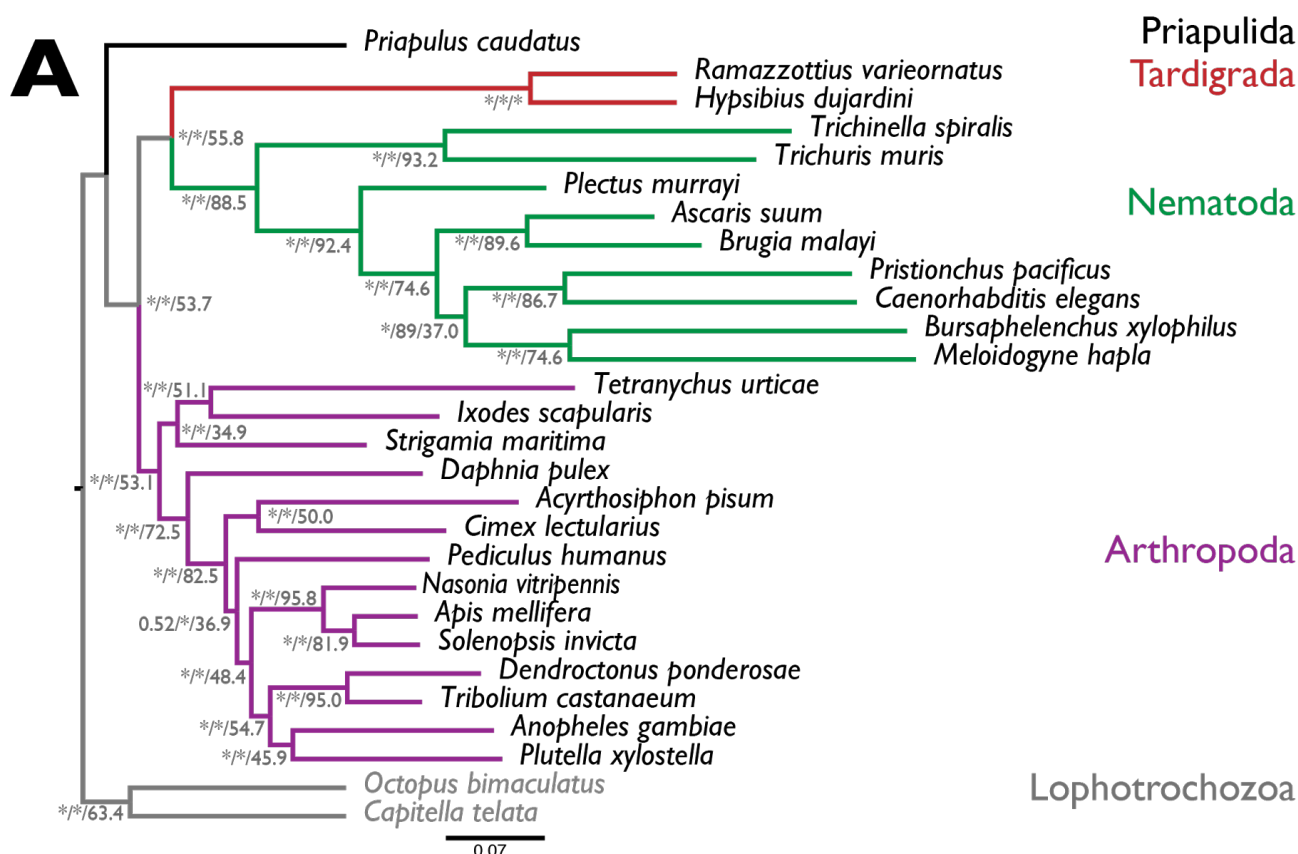 A
Priapulus caudatus
Priapulida
Ramazzottius varieornatus
Tardigrada
*/*/*
Hypsibius dujardini
*/*/55.8
Trichinella spiralis
*/*/93.2
Trichuris muris
Plectus murrayi
*/*/88.5
Nematoda
Ascaris suum
*/*/92.4
*/*/89.6
Brugia malayi
Pristionchus pacificus
*/*/74.6
*/*/86.7
Caenorhabditis elegans
*/*/53.7
*/89/37.0
Bursaphelenchus xylophilus
*/*/74.6
Meloidogyne hapla
*/*/51.1
Tetranychus urticae
Ixodes scapularis
*/*/34.9
Strigamia maritima
Daphnia pulex
*/*/53.1
Acyrthosiphon pisum
*/*/50.0
*/*/72.5
Cimex lectularius
Pediculus humanus
Arthropoda
*/*/82.5
Nasonia vitripennis
*/*/95.8
Apis mellifera
0.52/*/36.9
*/*/81.9
Solenopsis invicta
Dendroctonus ponderosae
*/*/48.4
*/*/95.0
Tribolium castanaeum
*/*/54.7
Anopheles gambiae
*/*/45.9
Plutella xylostella
Octopus bimaculatus
Lophotrochozoa
*/*/63.4
Capitella telata
0.07